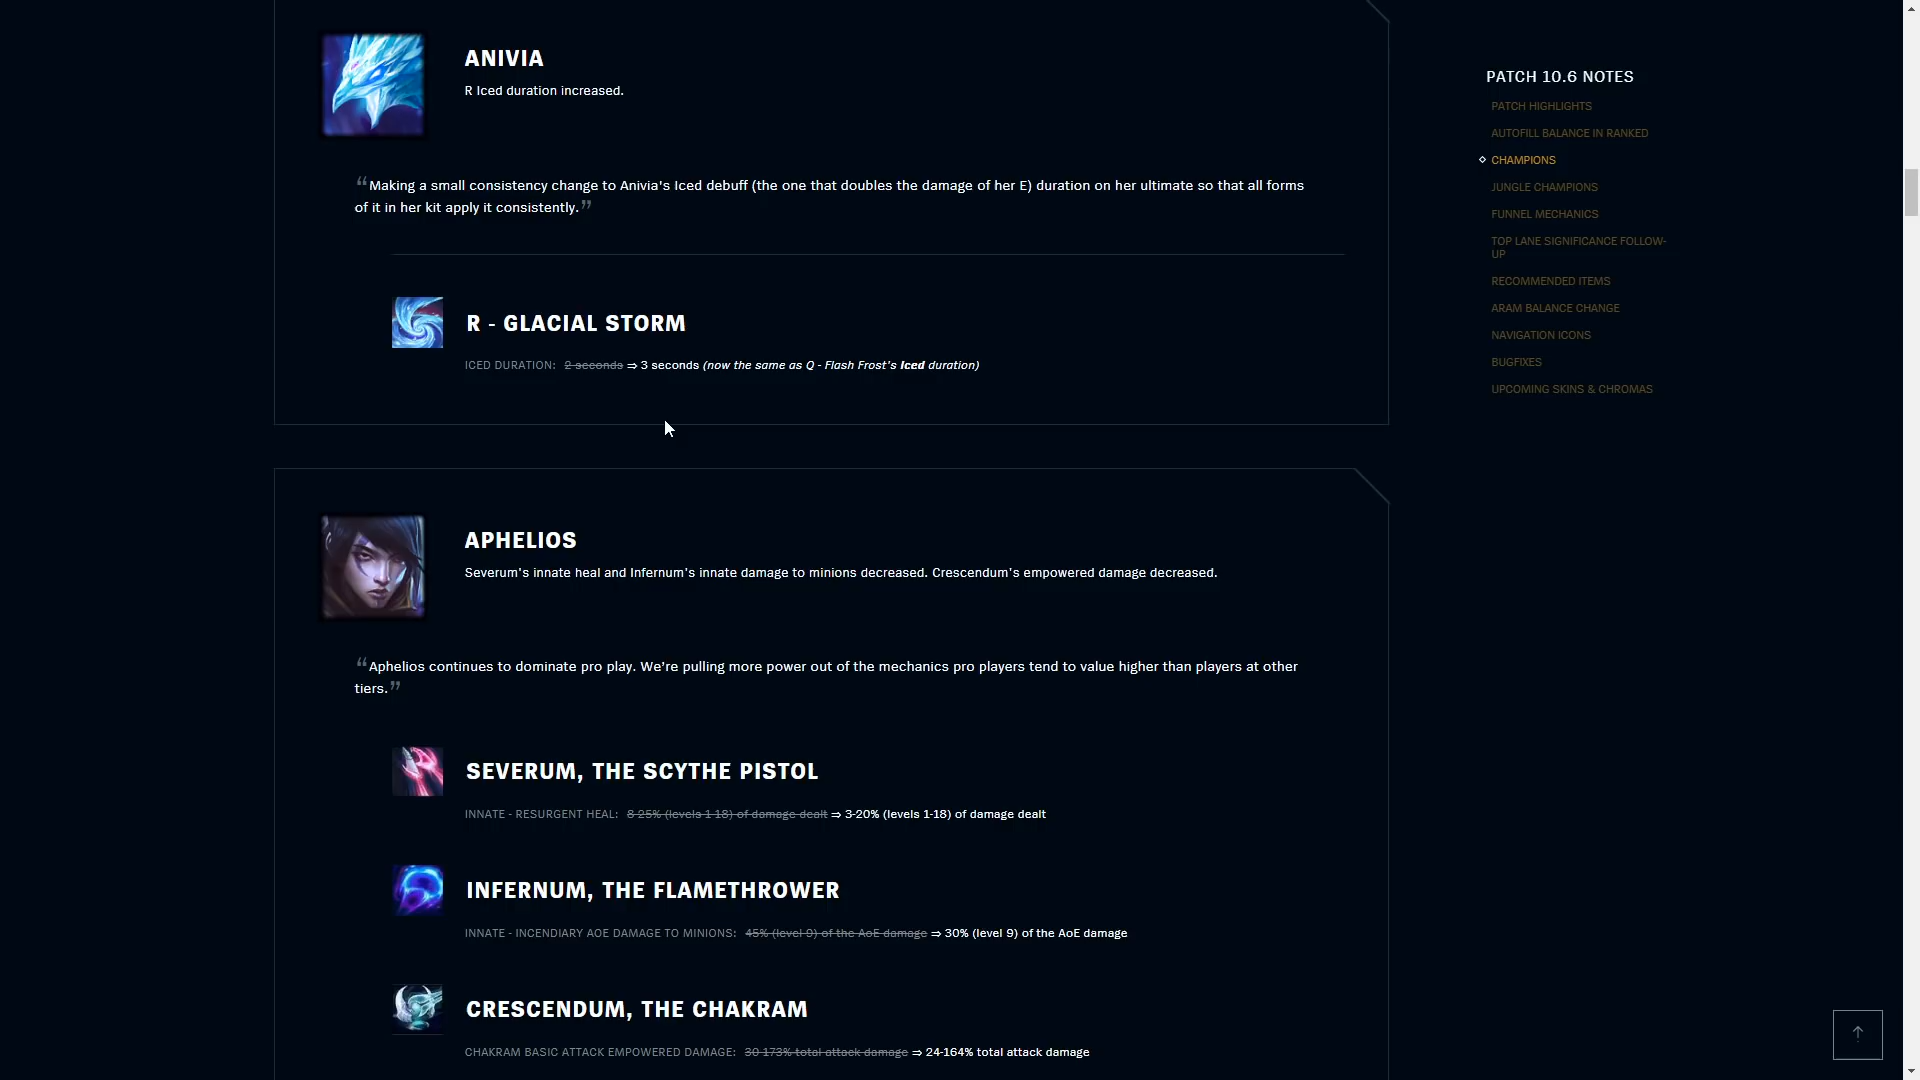 ANIVIA
R Iced duration increased.
“Making a small consistency change to Anivia's Iced debuff (the one that doubles the damage of her E) duration on her ultimate so that all forms
of it in her kit apply it consistently.”
R - GLACIAL STORM
ICED DURATION: 2 seconds ⇒ 3 seconds (now the same as Q - Flash Frost's Iced duration)
APHELIOS
Severum's innate heal and Infernum's innate damage to minions decreased. Crescendum's empowered damage decreased.
“Aphelios continues to dominate pro play. We're pulling more power out of the mechanics pro players tend to value higher than players at other
tiers.”
SEVERUM, THE SCYTHE PISTOL
INNATE - RESURGENT HEAL: 8-25% (levels 1-18) of damage dealt ⇒ 3-20% (levels 1-18) of damage dealt
INFERNUM, THE FLAMETHROWER
INNATE - INCENDIARY AOE DAMAGE TO MINIONS: 45% (level 9) of the AoE damage ⇒ 30% (level 9) of the AoE damage
CRESCENDUM, THE CHAKRAM
CHAKRAM BASIC ATTACK EMPOWERED DAMAGE: 30-173% total attack damage ⇒ 24-164% total attack damage
PATCH 10.6 NOTES
PATCH HIGHLIGHTS
AUTOFILL BALANCE IN RANKED
CHAMPIONS
JUNGLE CHAMPIONS
FUNNEL MECHANICS
TOP LANE SIGNIFICANCE FOLLOW-
UP
RECOMMENDED ITEMS
ARAM BALANCE CHANGE
NAVIGATION ICONS
BUGFIXES
UPCOMING SKINS & CHROMAS